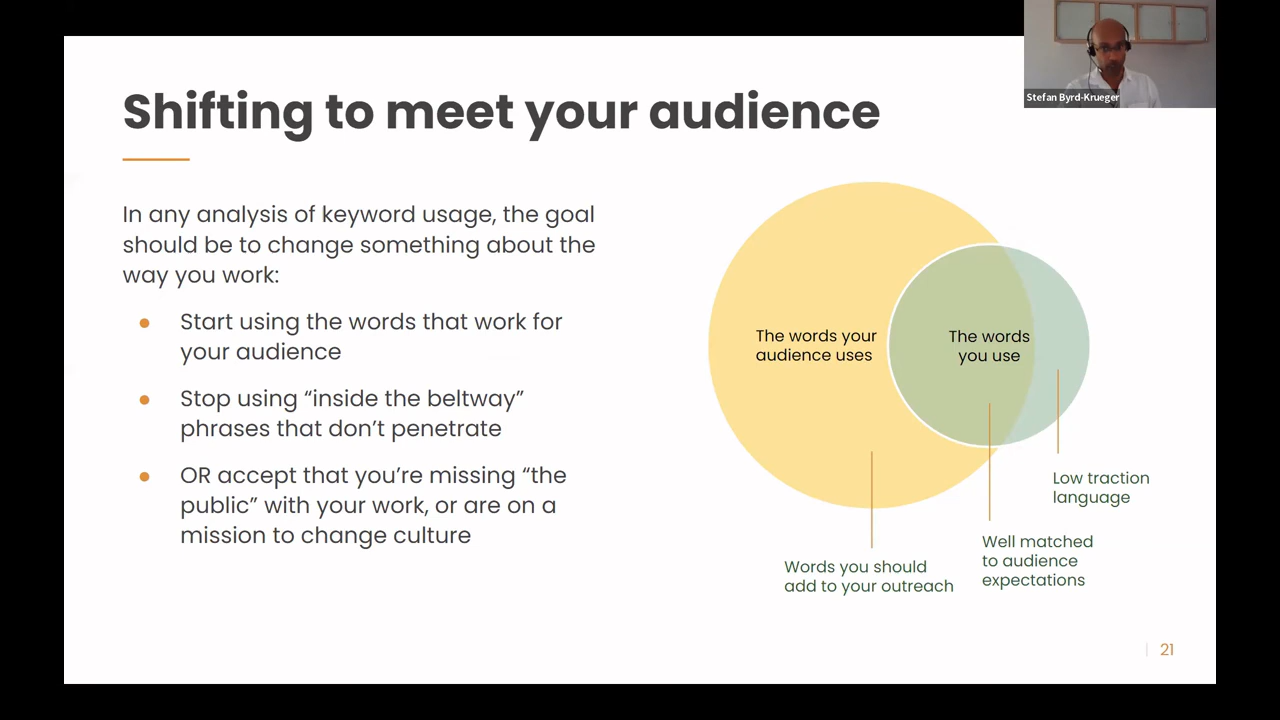 Stefan Byrd-Krueger
Shifting to meet your audience
In any analysis of keyword usage, the goal
should be to change something about the
way you work:
● Start using the words that work for
your audience
● Stop using “inside the beltway”
phrases that don’t penetrate
● OR accept that you’re missing “the
public” with your work, or are on a
mission to change culture
The words your
audience uses
The words
you use
Low traction
language
Well matched
to audience
expectations
Words you should
add to your outreach
| 21